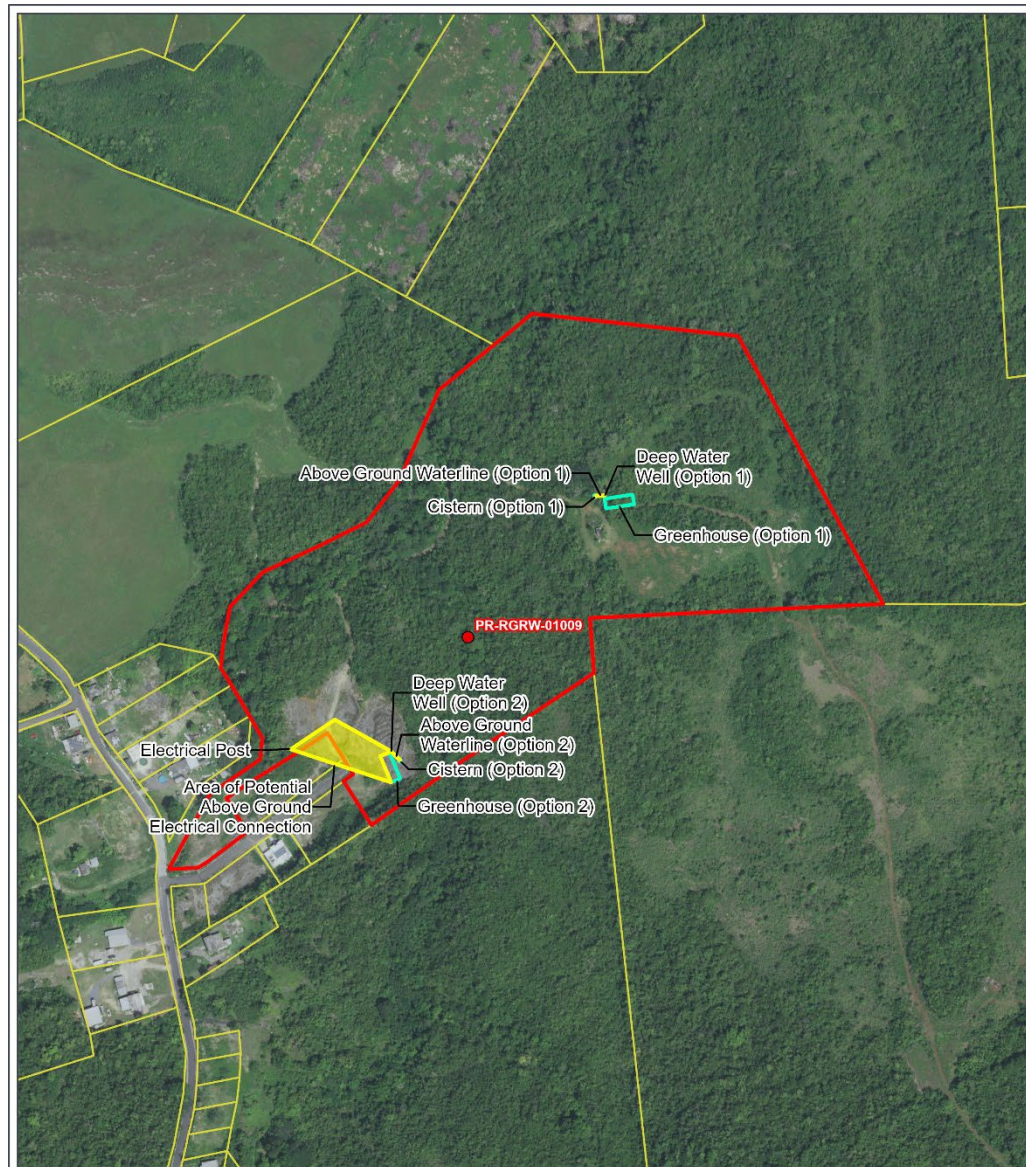 Deep Water
Well (Option 1)
Above Ground Waterline (Option 1)
Cistern (Option 1)
Greenhouse (Option 1)
PR-RGRW-01009
Deep Water
Well (Option 2)
Above Ground
Waterline (Option 2)
Cistern (Option 2)
Greenhouse (Option 2)
Electrical Post
Area of Potential
Above Ground
Electrical Connection